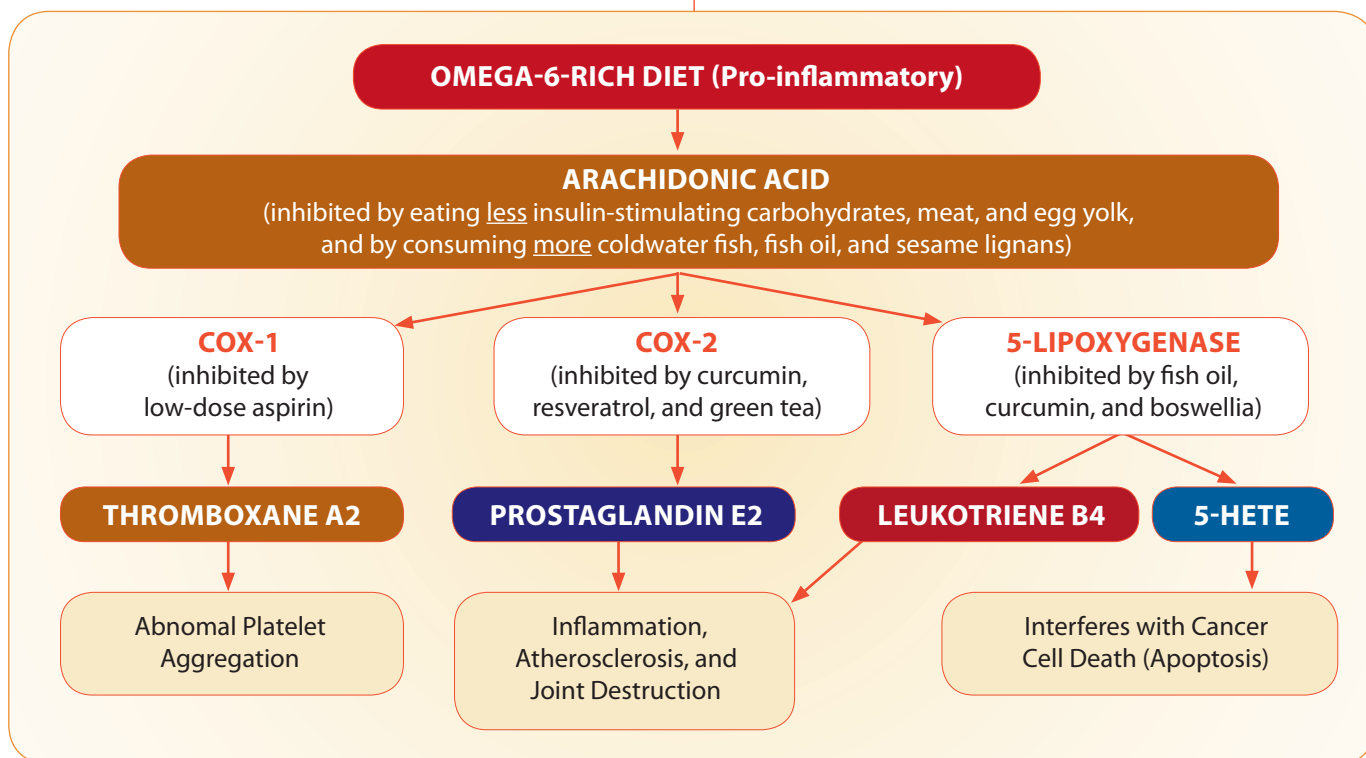 OMEGA-6-RICH DIET (Pro-inflammatory)
ARACHIDONIC ACID
(inhibited by eating less insulin-stimulating carbohydrates, meat, and egg yolk,
and by consuming more coldwater fish, fish oil, and sesame lignans)
COX-1
(inhibited by
low-dose aspirin)
COX-2
(inhibited by curcumin,
resveratrol, and green tea)
5-LIPOXYGENASE
(inhibited by fish oil,
curcumin, and boswellia)
THROMBOXANE A2
PROSTAGLANDIN E2
LEUKOTRIENE B4
5-HETE
Abnomal Platelet
Aggregation
Inflammation,
Atherosclerosis, and
Joint Destruction
Interferes with Cancer
Cell Death (Apoptosis)